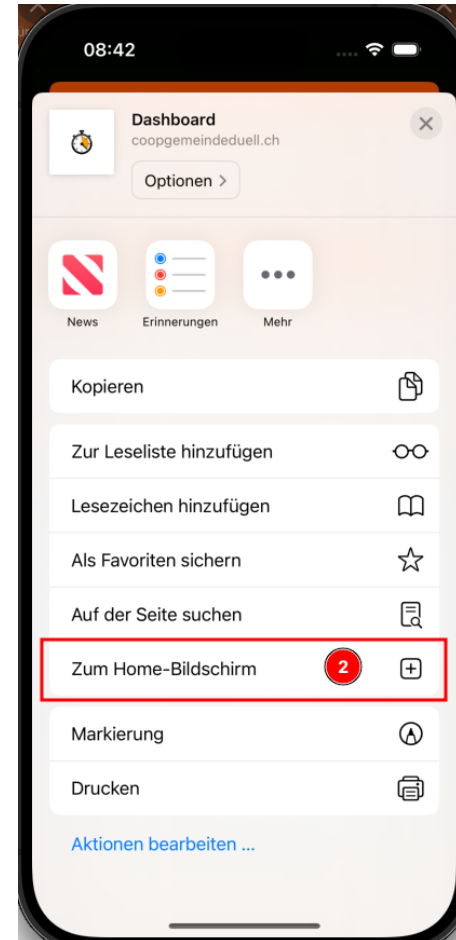 08:42
Dashboard
coopgemeindeduell.ch
Optionen >
News
Erinnerungen
Mehr
Kopieren
Zur Leseliste hinzufügen
Lesezeichen hinzufügen
Als Favoriten sichern
Auf der Seite suchen
Zum Home-Bildschirm 2
Markierung
Drucken
Aktionen bearbeiten ...